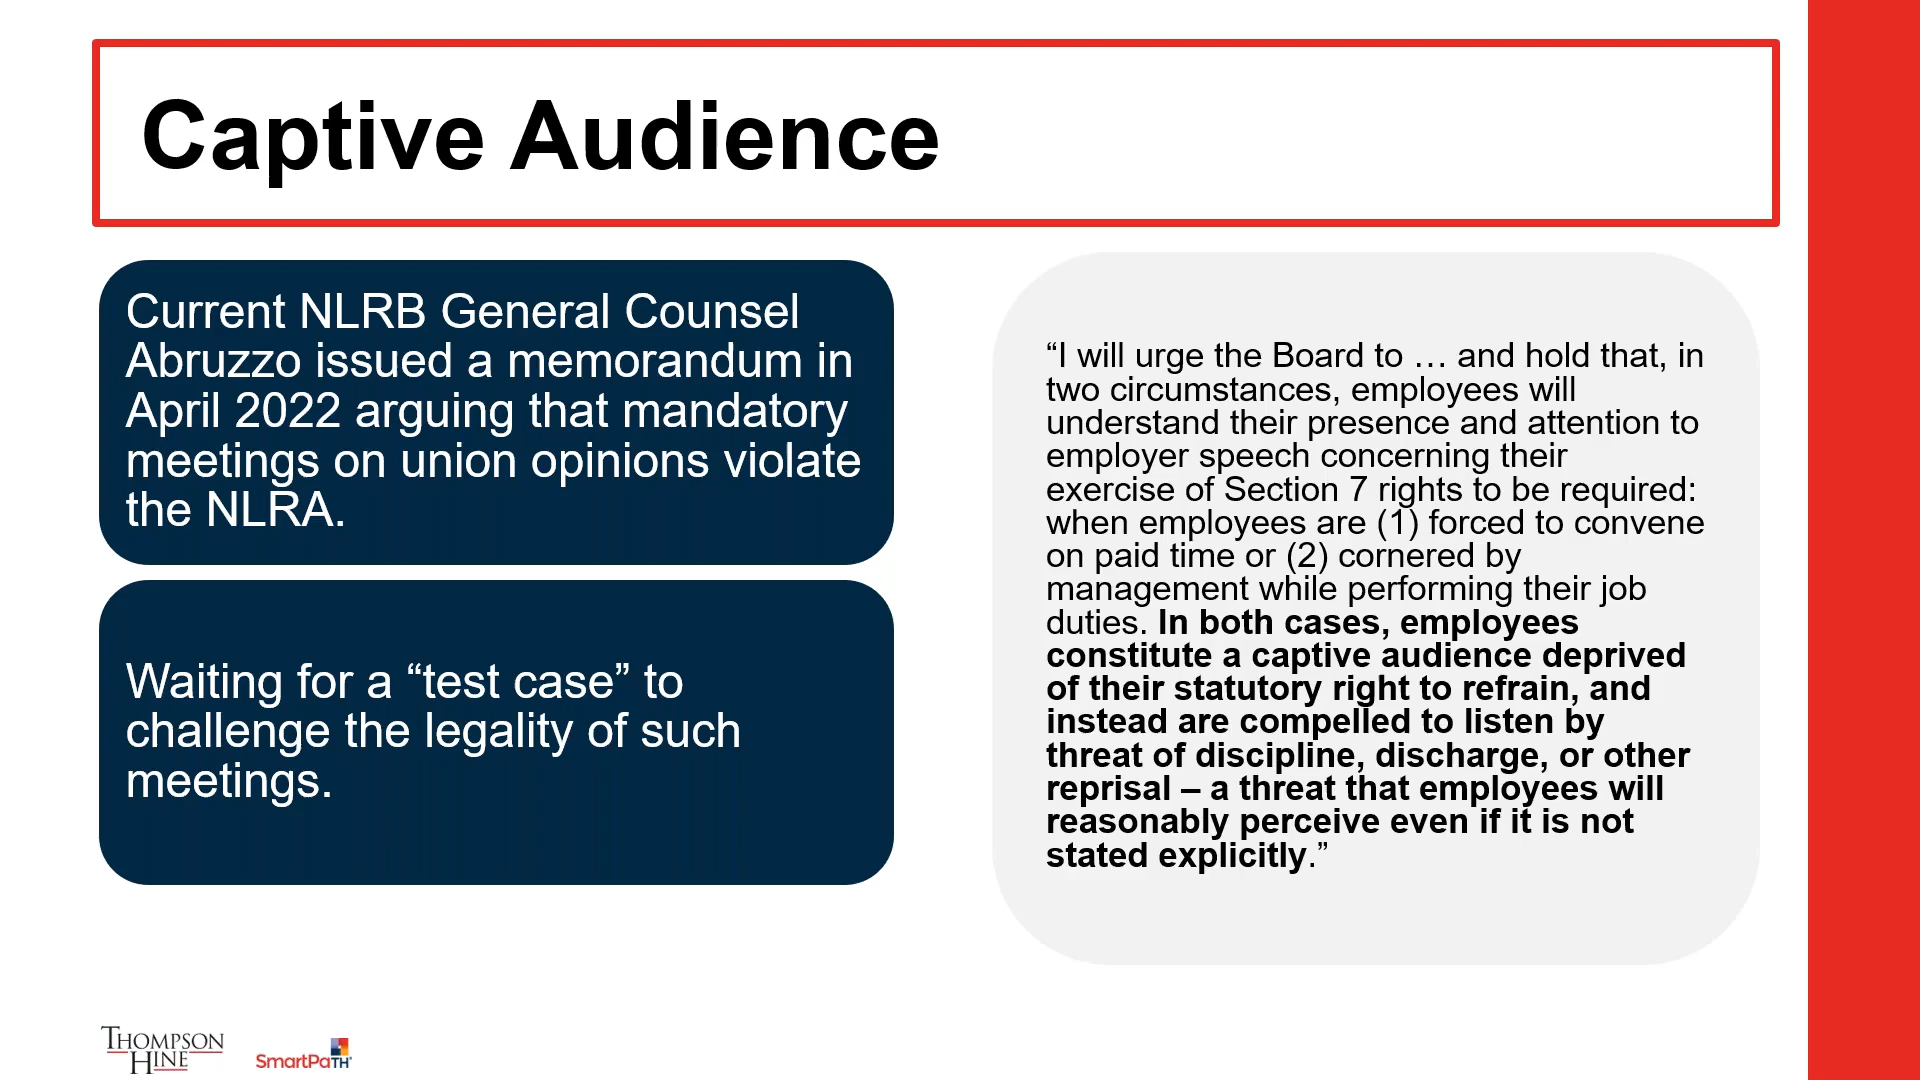 Captive Audience
Current NLRB General Counsel
Abruzzo issued a memorandum in
April 2022 arguing that mandatory
meetings on union opinions violate
the NLRA.
Waiting for a “test case” to
challenge the legality of such
meetings.
“I will urge the Board to … and hold that, in
two circumstances, employees will
understand their presence and attention to
employer speech concerning their
exercise of Section 7 rights to be required:
when employees are (1) forced to convene
on paid time or (2) cornered by
management while performing their job
duties. In both cases, employees
constitute a captive audience deprived
of their statutory right to refrain, and
instead are compelled to listen by
threat of discipline, discharge, or other
reprisal – a threat that employees will
reasonably perceive even if it is not
stated explicitly.”
THOMPSON
HINE
SmartPaTH